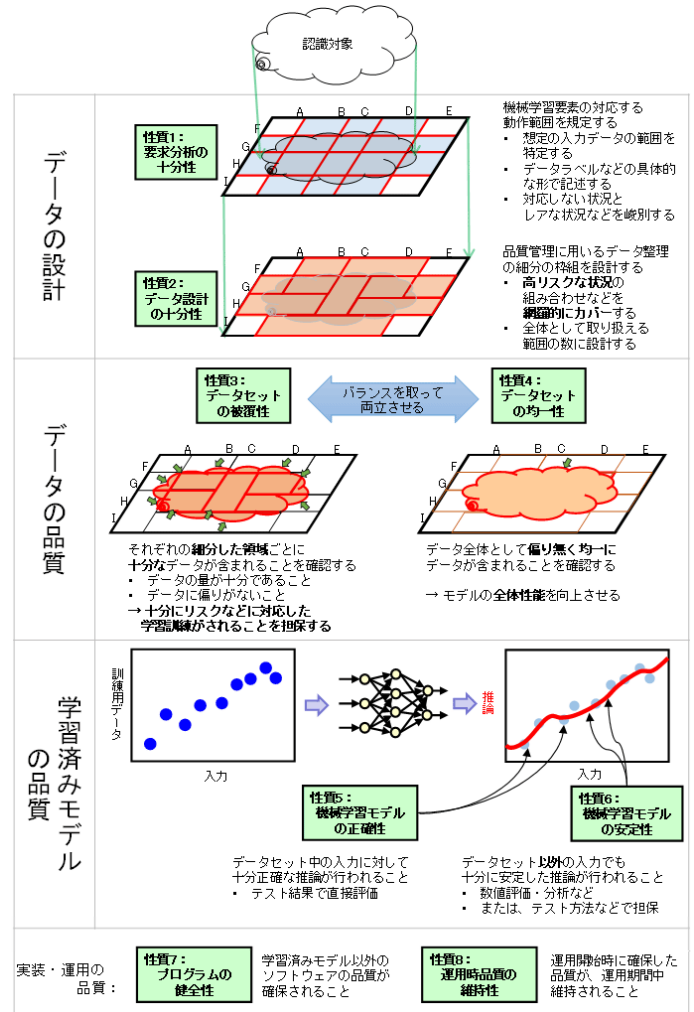 認識対象
データの設計
性質1：
要求分析の
十分性
A B C D E
F
G
H
I
機械学習要素の対応する
動作範囲を規定する
▪ 想定の入力データの範囲を
特定する
▪ データラベルなどの具体的
な形で記述する
▪ 対応しない状況と
レアな状況などを峻別する
性質2：
データ設計
の十分性
A B C D E
F
G
H
I
品質管理に用いるデータ整理
の細分の枠組を設計する
▪ 高リスクな状況の
組み合わせなどを
網羅的にカバーする
▪ 全体として取り扱える
範囲の数に設計する
データの品質
性質3：
データセット
の被覆性
バランスを取って
両立させる
性質4：
データセット
の均一性
A B C D E
F
G
H
I
A B C D E
F
G
H
I
それぞれの細分した領域ごとに
十分なデータが含まれることを確認する
▪ データの量が十分であること
▪ データに偏りがないこと
→ 十分にリスクなどに対応した
学習訓練がされることを担保する
データ全体として偏り無く均一に
データが含まれることを確認する
→ モデルの全体性能を向上させる
学習済みモデル
の品質
訓練用データ
入力
推論
入力
性質5：
機械学習モデル
の正確性
性質6：
機械学習モデル
の安定性
データセット中の入力に対して
十分正確な推論が行われること
▪ テスト結果で直接評価
データセット以外の入力でも
十分に安定した推論が行われること
▪ 数値評価・分析など
▪ または、テスト方法などで担保
実装・運用の
品質：
性質7：
プログラムの
健全性
学習済みモデル以外の
ソフトウェアの品質が
確保されること
性質8：
運用時品質の
維持性
運用開始時に確保した
品質が、運用期間中
維持されること